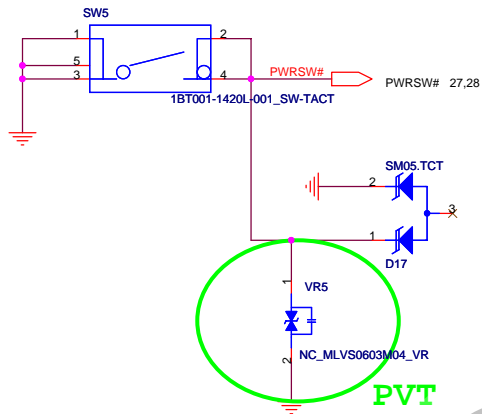 SW5
1
2
5
3
4
PWRSW#
PWRSW# 27,28
1BT001-1420L-001_SW-TACT
SM05.TCT
2
3
1
D17
1
VR5
2
NC_MLVS0603M04_VR
PVT